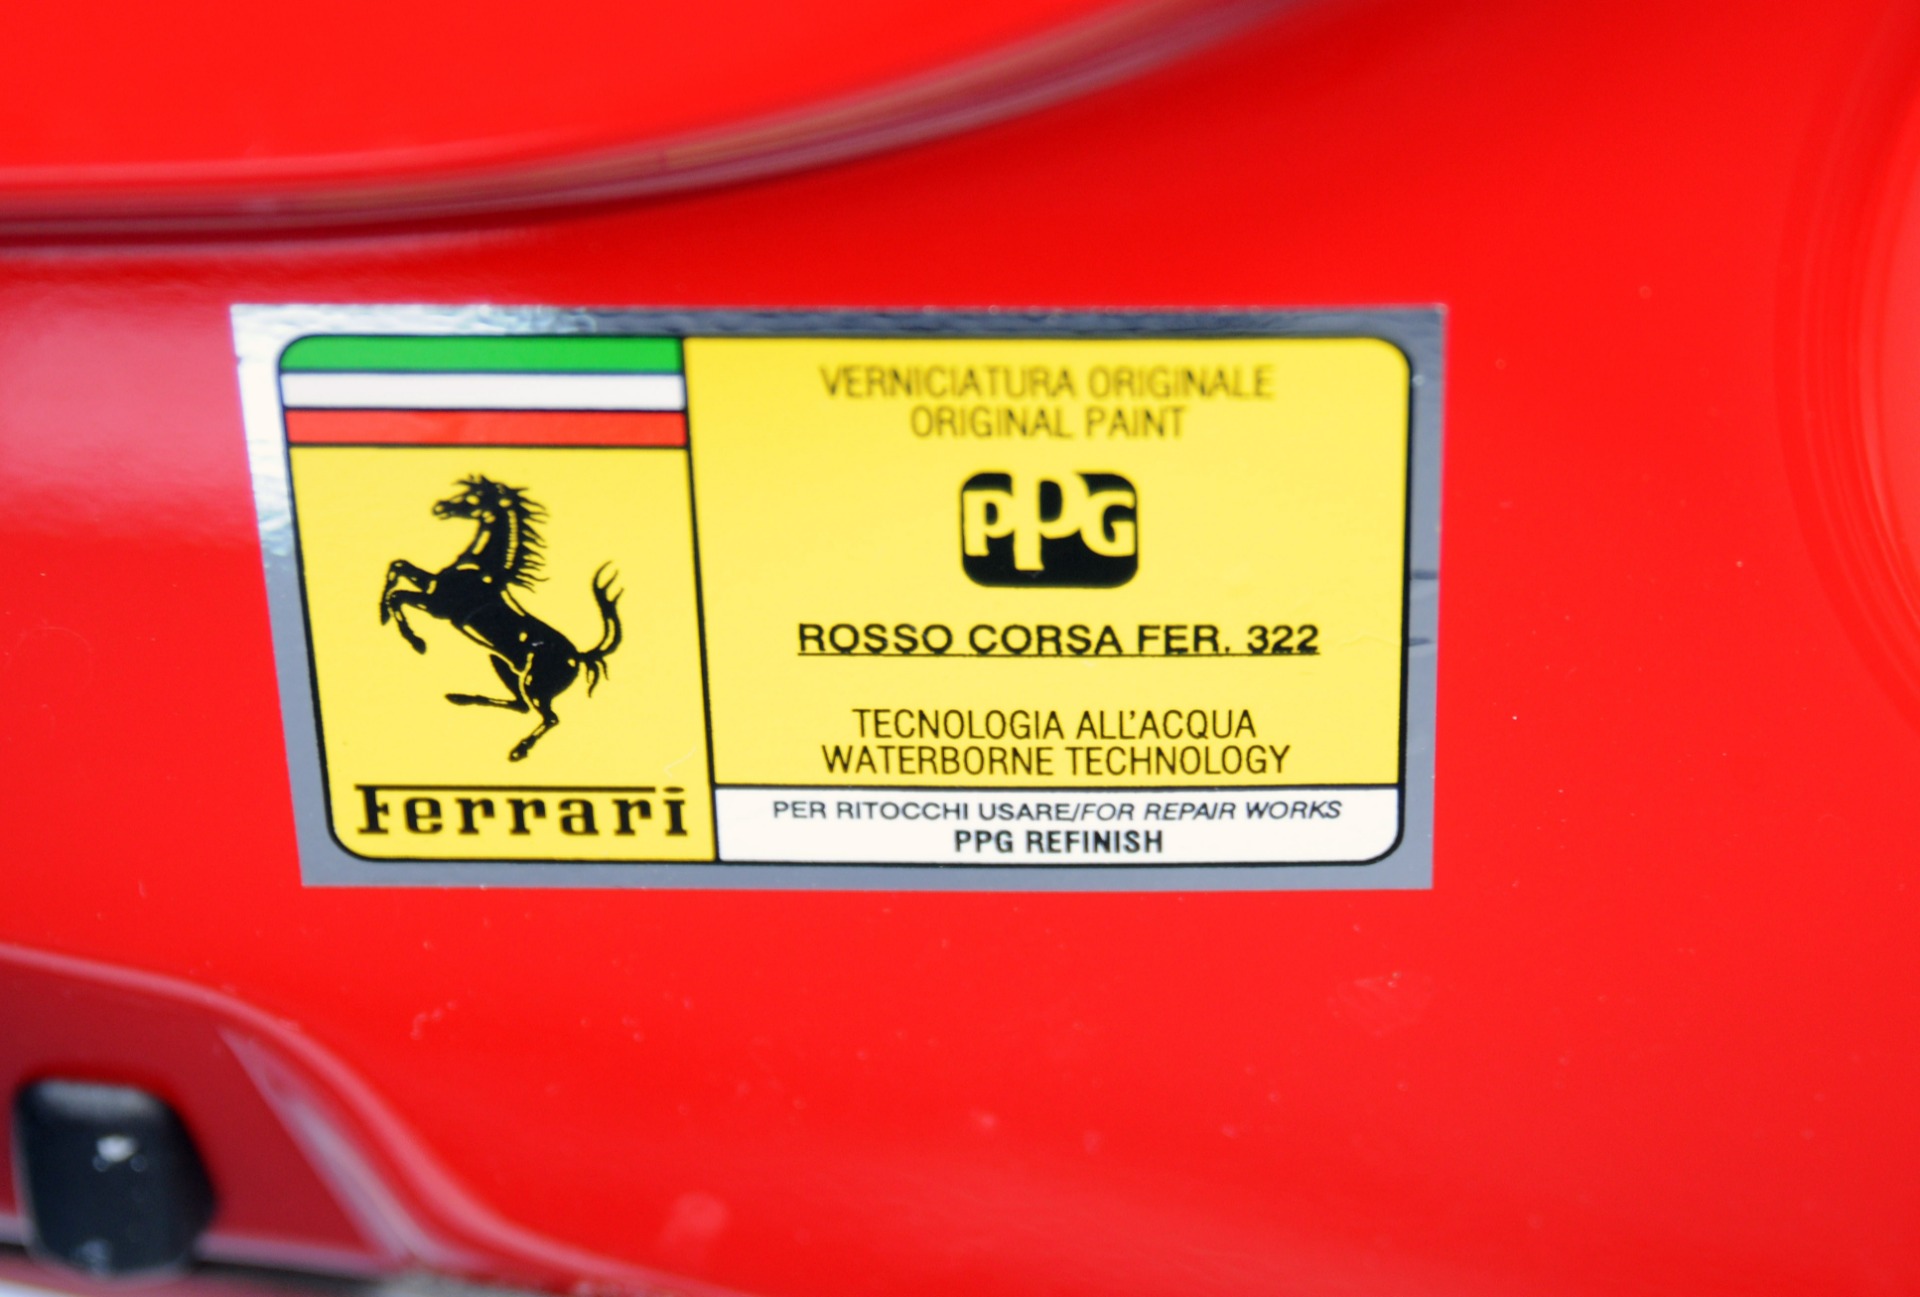 VERNICIATURA ORIGINALE
ORIGINAL PAINT
PPG
ROSSO CORSA FER. 322
TECNOLOGIA ALL'ACQUA
WATERBORNE TECHNOLOGY
Ferrari
PER RITOCCHI USARE/FOR REPAIR WORKS
PPG REFINISH